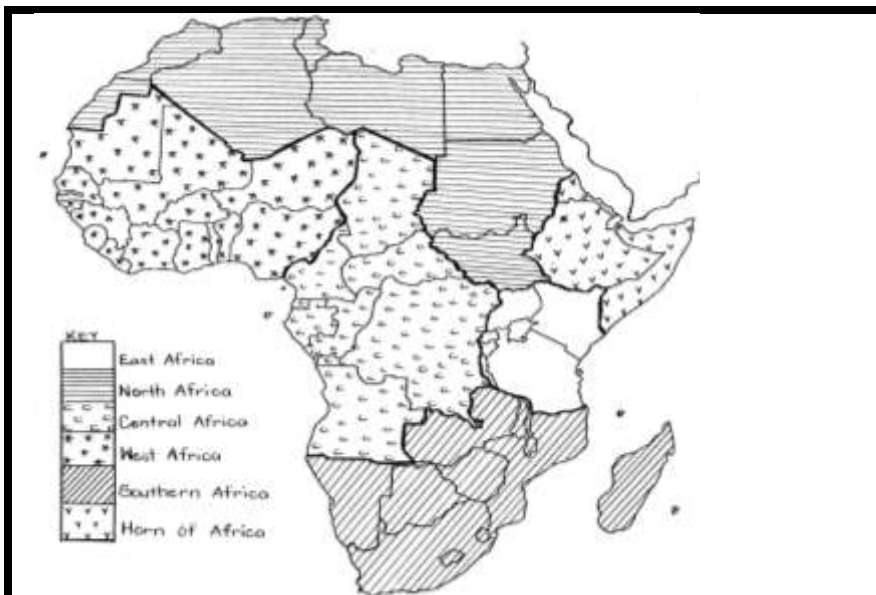 KEY
East Africa
North Africa
Central Africa
West Africa
Southern Africa
Horn of Africa